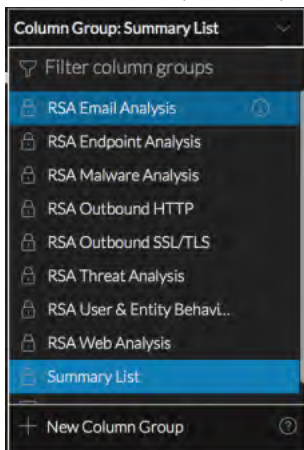 Column Group: Summary List
Filter column groups
RSA Email Analysis
RSA Endpoint Analysis
RSA Malware Analysis
RSA Outbound HTTP
RSA Outbound SSL/TLS
RSA Threat Analysis
RSA User & Entity Behavi...
RSA Web Analysis
Summary List
New Column Group